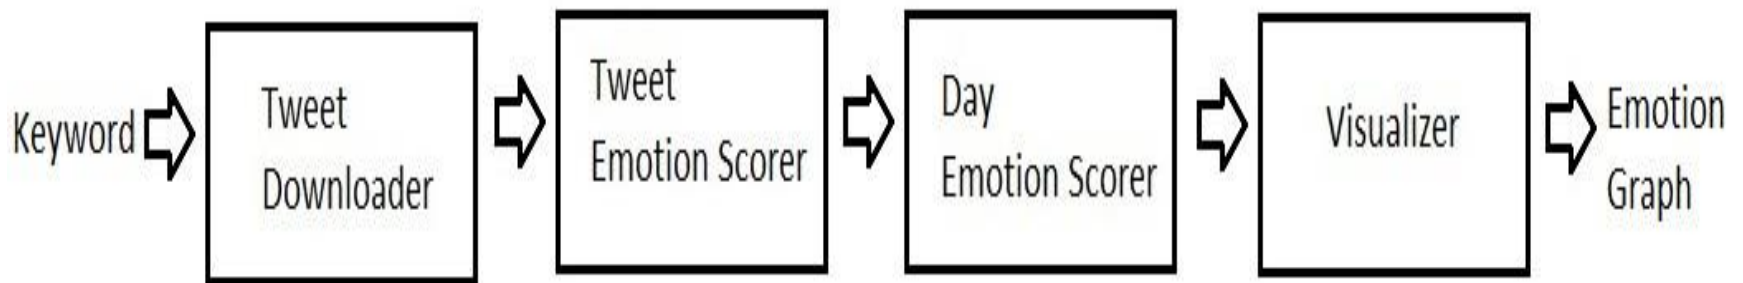 Keyword
Tweet
Downloader
Tweet
Emotion Scorer
Day
Emotion Scorer
Visualizer
Emotion
Graph